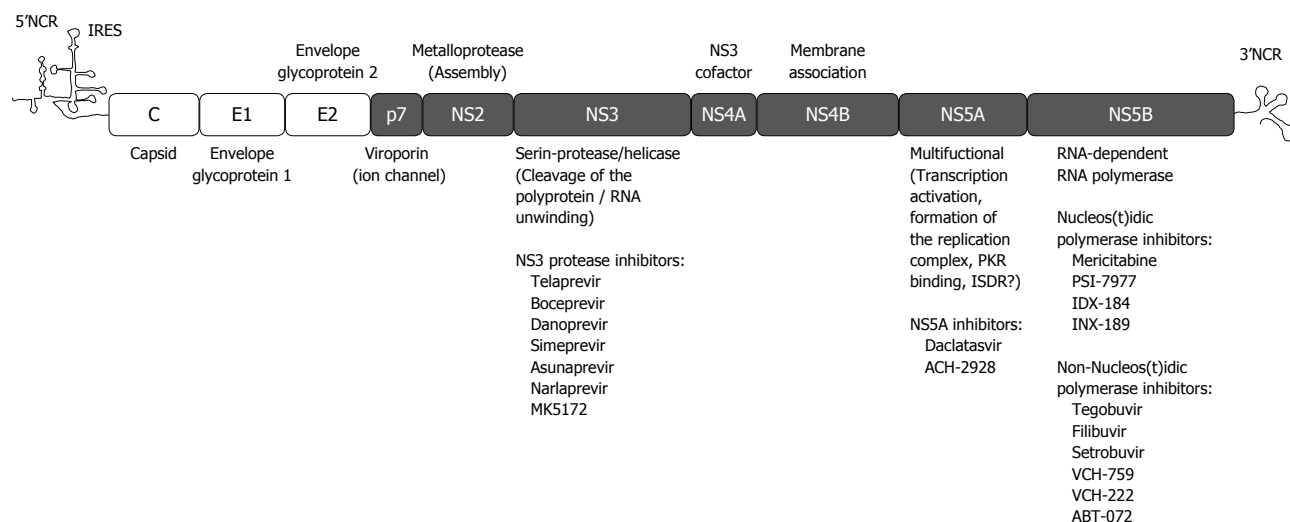 5'NCR
IRES
Envelope
glycoprotein 2
Metalloprotease
(Assembly)
NS3
cofactor
Membrane
association
3'NCR
C
E1
E2
p7
NS2
NS3
NS4A
NS4B
NS5A
NS5B
Capsid
Envelope
glycoprotein 1
Viroporin
(ion channel)
Serin-protease/helicase
(Cleavage of the
polyprotein / RNA
unwinding)
NS3 protease inhibitors:
Telaprevir
Boceprevir
Danoprevir
Simeprevir
Asunaprevir
Narlaprevir
MK5172
Multifuctional
(Transcription
activation,
formation of
the replication
complex, PKR
binding, ISDR?)
NS5A inhibitors:
Daclatasvir
ACH-2928
RNA-dependent
RNA polymerase
Nucleos(t)idic
polymerase inhibitors:
Mericitabine
PSI-7977
IDX-184
INX-189
Non-Nucleos(t)idic
polymerase inhibitors:
Tegobuvir
Filibuvir
Setrobuvir
VCH-759
VCH-222
ABT-072